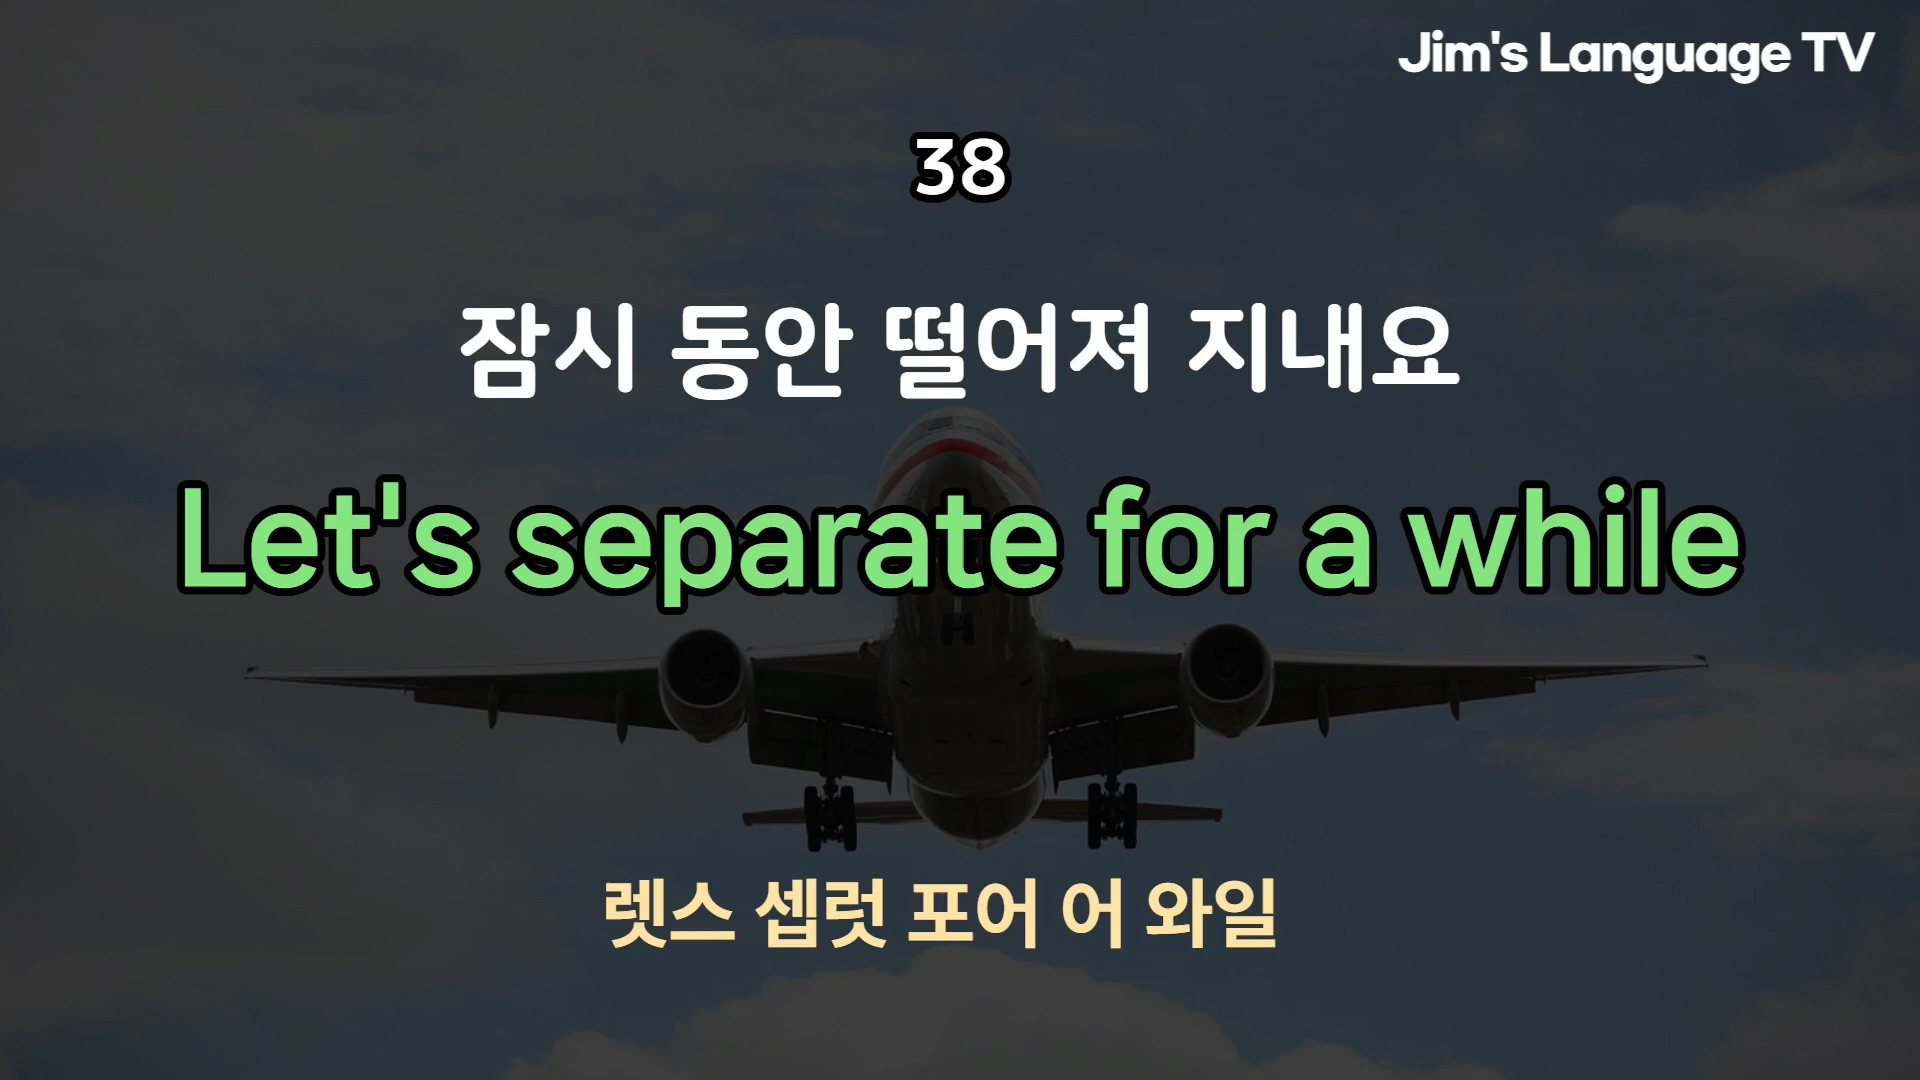 Jim's Language TV
38
잠시 동안 떨어져 지내요
Let's separate for a while
렛스 셉럿 포어 어 와일